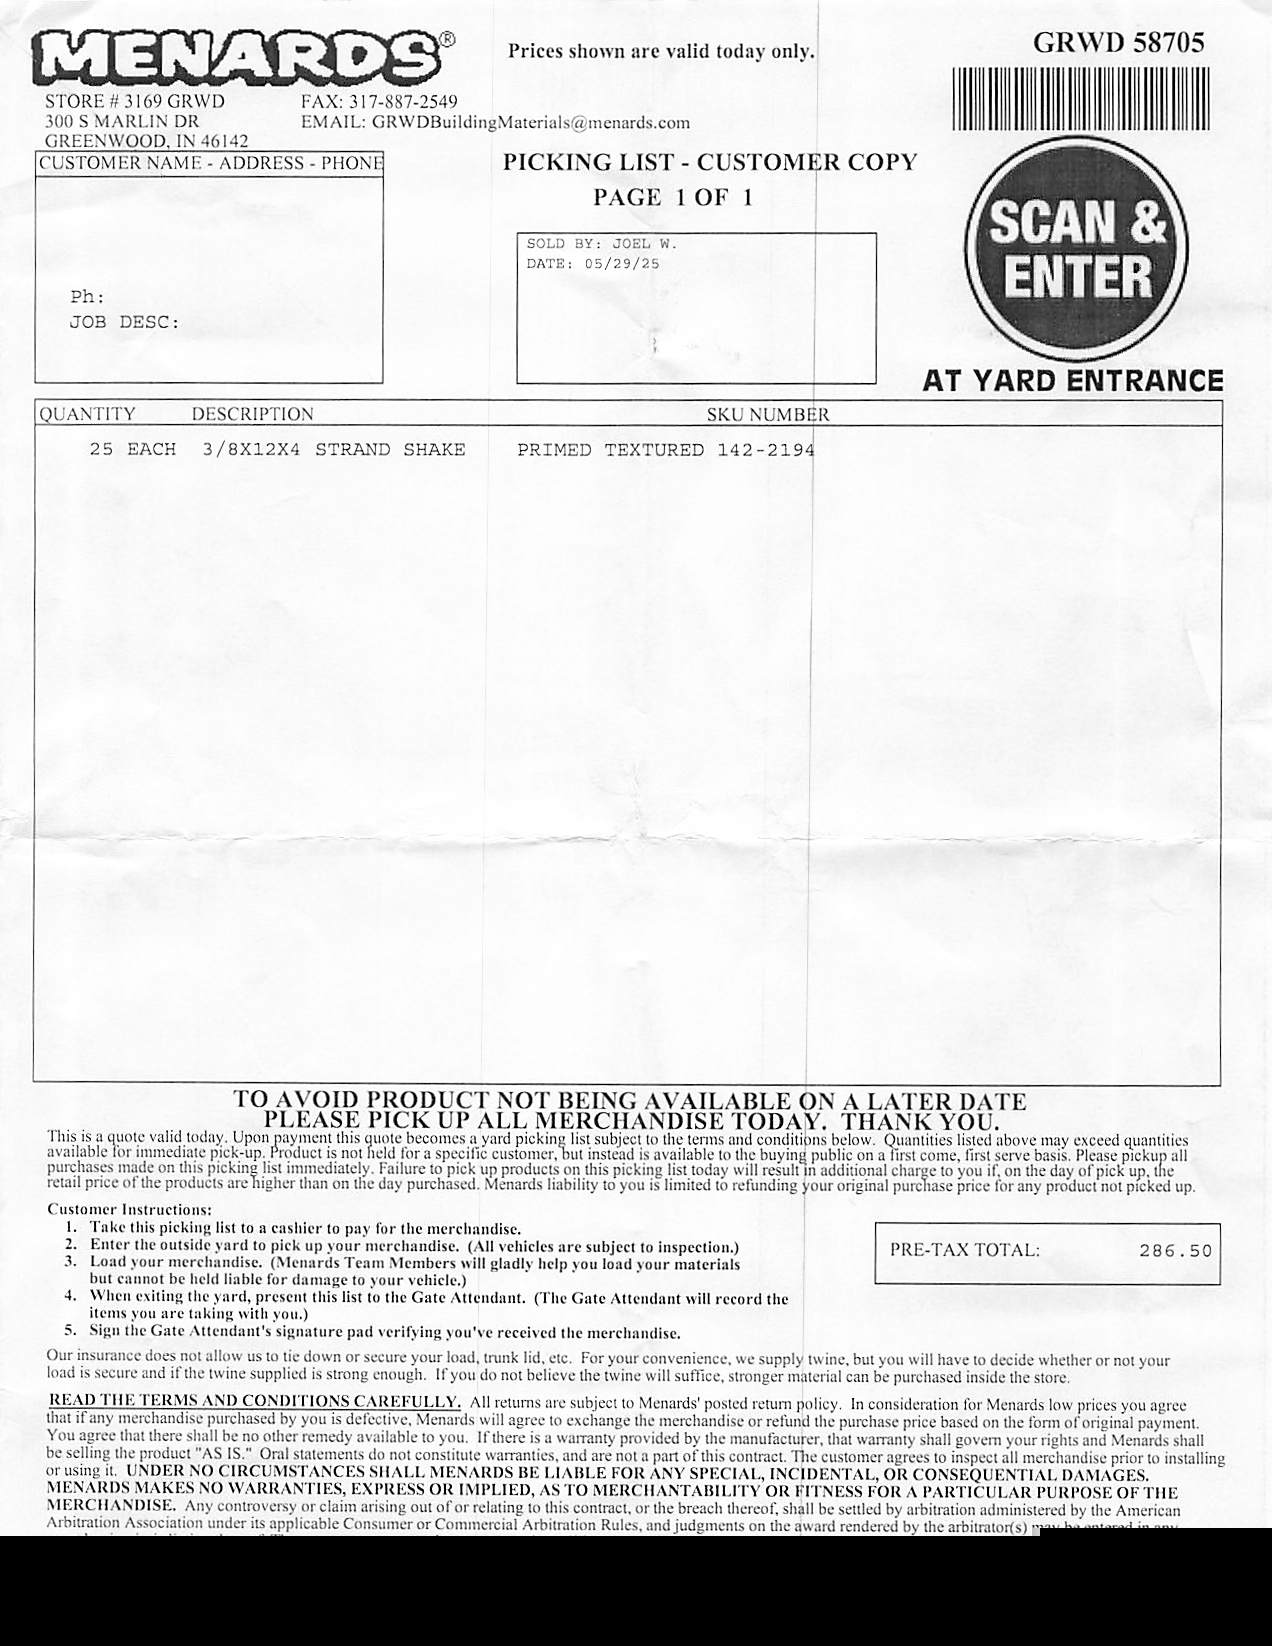 MENARDS®
Prices shown are valid today only.
GRWD 58705
STORE # 3169 GRWD
FAX: 317-887-2549
300 S MARLIN DR
EMAIL: GRWDBuildingMaterials@menards.com
GREENWOOD, IN 46142
CUSTOMER NAME - ADDRESS - PHONE
PICKING LIST - CUSTOMER COPY
PAGE 1 OF 1
SCAN &
ENTER
AT YARD ENTRANCE
SOLD BY: JOEL W.
DATE: 05/29/25
Ph:
JOB DESC:
QUANTITY DESCRIPTION SKU NUMBER
25 EACH 3/8X12X4 STRAND SHAKE PRIMED TEXTURED 142-2194
TO AVOID PRODUCT NOT BEING AVAILABLE ON A LATER DATE
PLEASE PICK UP ALL MERCHANDISE TODAY. THANK YOU.
This is a quote valid today. Upon payment this quote becomes a yard picking list subject to the terms and conditions below. Quantities listed above may exceed quantities
available for immediate pick-up. Product is not held for a specific customer, but instead is available to the buying public on a first come, first serve basis. Please pickup all
purchases made on this picking list immediately. Failure to pick up products on this picking list today will result in additional charge to you if, on the day of pick up, the
retail price of the products are higher than on the day purchased. Menards liability to you is limited to refunding your original purchase price for any product not picked up.
Customer Instructions:
1. Take this picking list to a cashier to pay for the merchandise.
2. Enter the outside yard to pick up your merchandise. (All vehicles are subject to inspection.)
3. Load your merchandise. (Menards Team Members will gladly help you load your materials
but cannot be held liable for damage to your vehicle.)
4. When exiting the yard, present this list to the Gate Attendant. (The Gate Attendant will record the
items you are taking with you.)
5. Sign the Gate Attendant's signature pad verifying you've received the merchandise.
PRE-TAX TOTAL: 286.50
Our insurance does not allow us to tie down or secure your load, trunk lid, etc. For your convenience, we supply twine, but you will have to decide whether or not your
load is secure and if the twine supplied is strong enough. If you do not believe the twine will suffice, stronger material can be purchased inside the store.
READ THE TERMS AND CONDITIONS CAREFULLY. All returns are subject to Menards' posted return policy. In consideration for Menards low prices you agree
that if any merchandise purchased by you is defective, Menards will agree to exchange the merchandise or refund the purchase price based on the form of original payment.
You agree that there shall be no other remedy available to you. If there is a warranty provided by the manufacturer, that warranty shall govern your rights and Menards shall
be selling the product "AS IS." Oral statements do not constitute warranties, and are not a part of this contract. The customer agrees to inspect all merchandise prior to installing
or using it. UNDER NO CIRCUMSTANCES SHALL MENARDS BE LIABLE FOR ANY SPECIAL, INCIDENTAL, OR CONSEQUENTIAL DAMAGES.
MENARDS MAKES NO WARRANTIES, EXPRESS OR IMPLIED, AS TO MERCHANTABILITY OR FITNESS FOR A PARTICULAR PURPOSE OF THE
MERCHANDISE. Any controversy or claim arising out of or relating to this contract, or the breach thereof, shall be settled by arbitration administered by the American
Arbitration Association under its applicable Consumer or Commercial Arbitration Rules, and judgments on the award rendered by the arbitrator(s)